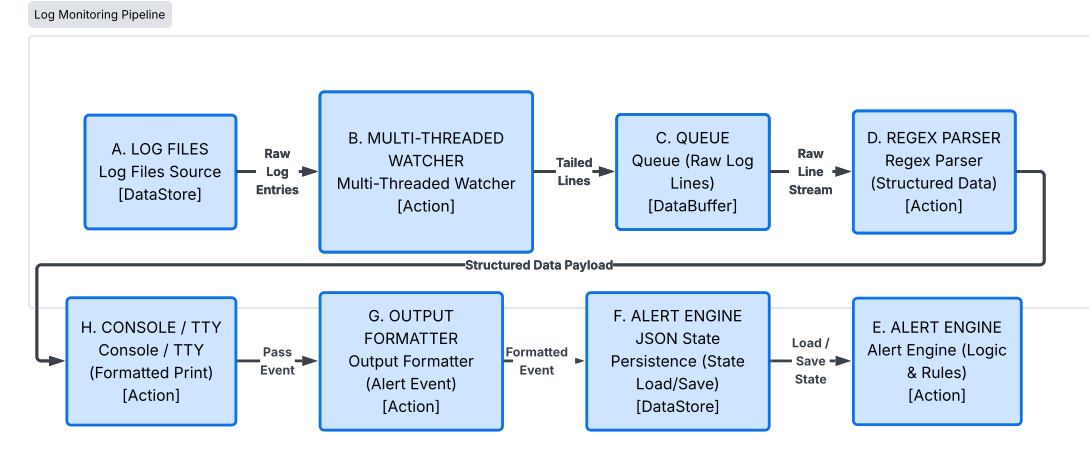 Log Monitoring Pipeline
A. LOG FILES
Log Files Source
[DataStore]
Raw
Log
Entries
B. MULTI-THREADED
WATCHER
Multi-Threaded Watcher
[Action]
Tailed
Lines
C. QUEUE
Queue (Raw Log
Lines)
[DataBuffer]
Raw
Line
Stream
D. REGEX PARSER
Regex Parser
(Structured Data)
[Action]
Structured Data Payload
H. CONSOLE / TTY
Console / TTY
(Formatted Print)
[Action]
Pass
Event
G. OUTPUT
FORMATTER
Output Formatter
(Alert Event)
[Action]
Formatted
Event
F. ALERT ENGINE
JSON State
Persistence (State
Load/Save)
[DataStore]
Load /
Save
State
E. ALERT ENGINE
Alert Engine (Logic
& Rules)
[Action]